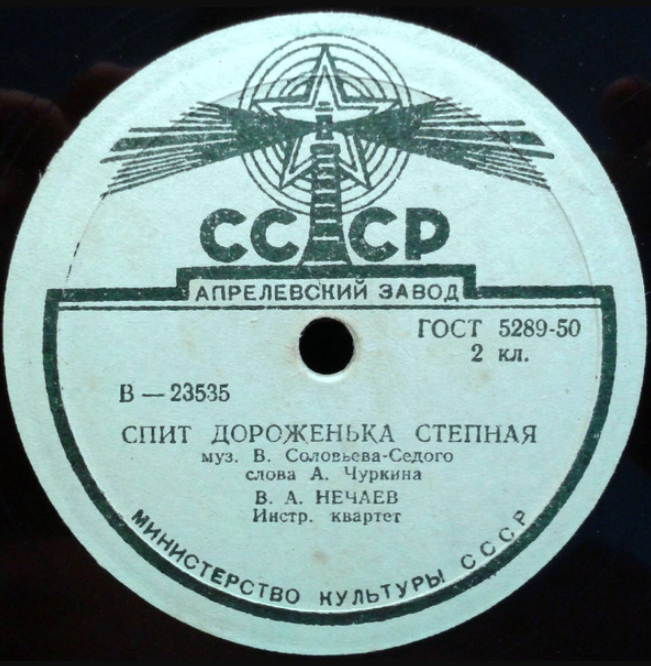 СССР
АПРЕЛЕВСКИЙ ЗАВОД
ГОСТ 5289-50
2 кл.
В — 23535
СПИТ ДОРОЖЕНЬКА СТЕПНАЯ
муз. В. Соловьева-Седого
слова А. Чуркина
В. А. НЕЧАЕВ
Инстр. квартет
МИНИСТЕРСТВО КУЛЬТУРЫ СССР